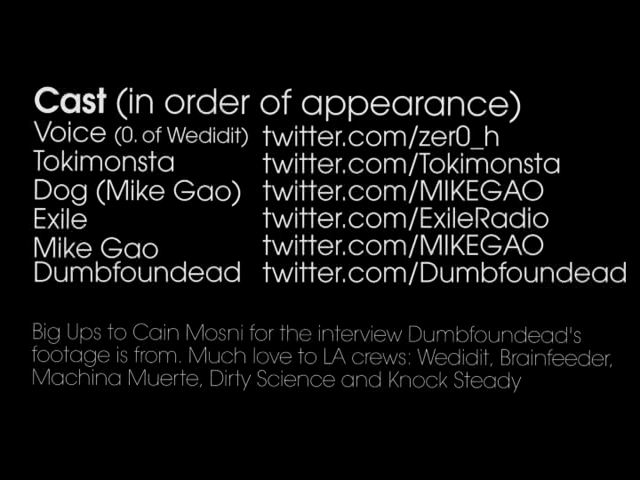 Cast (in order of appearance)
Voice (0. of Wedidit) twitter.com/zer0_h
Tokimonsta twitter.com/Tokimonsta
Dog (Mike Gao) twitter.com/MIKEGAO
Exile twitter.com/ExileRadio
Mike Gao twitter.com/MIKEGAO
Dumbfoundead twitter.com/Dumbfoundead
Big Ups to Cain Mosni for the interview Dumbfoundead's
footage is from. Much love to LA crews: Wedidit, Brainfeeder,
Machina Muerte, Dirty Science and Knock Steady